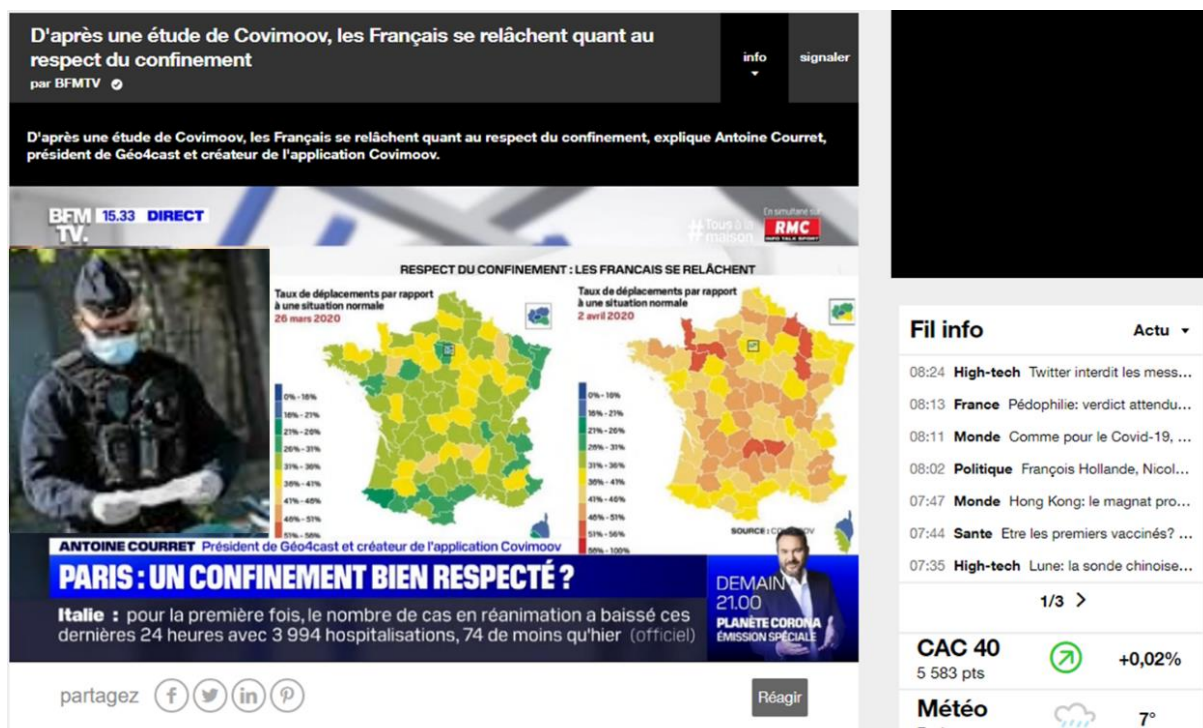 D'après une étude de Covimoov, les Français se relâchent quant au
respect du confinement
par BFMTV
info
signaler
D'après une étude de Covimoov, les Français se relâchent quant au respect du confinement, explique Antoine Courret,
président de Géo4cast et créateur de l'application Covimoov.
BFM 15.33 DIRECT
TV.
#Tous à la
maison
En simultané sur
RMC
INFO TALK SPORT
RESPECT DU CONFINEMENT : LES FRANCAIS SE RELÂCHENT
Taux de déplacements par rapport
à une situation normale
26 mars 2020
0% - 16%
16% - 21%
21% - 26%
26% - 31%
31% - 36%
36% - 41%
41% - 46%
46% - 51%
51% - 56%
Taux de déplacements par rapport
à une situation normale
2 avril 2020
0% - 16%
16% - 21%
21% - 26%
26% - 31%
31% - 36%
36% - 41%
41% - 46%
46% - 51%
51% - 56%
56% - 100%
SOURCE :
ANTOINE COURRET Président de Géo4cast et créateur de l'application Covimoov
PARIS : UN CONFINEMENT BIEN RESPECTÉ ?
Italie : pour la première fois, le nombre de cas en réanimation a baissé ces
dernières 24 heures avec 3 994 hospitalisations, 74 de moins qu'hier (officiel)
DEMAIN
21.00
PLANÈTE CORONA
ÉMISSION SPÉCIALE
partagez
Réagir
Fil info
Actu
08:24 High-tech Twitter interdit les mess...
08:13 France Pédophilie: verdict attendu...
08:11 Monde Comme pour le Covid-19, ...
08:02 Politique François Hollande, Nicol...
07:47 Monde Hong Kong: le magnat pro...
07:44 Sante Etre les premiers vaccinés? ...
07:35 High-tech Lune: la sonde chinoise...
1/3 >
CAC 40
5 583 pts
+0,02%
Météo
7°